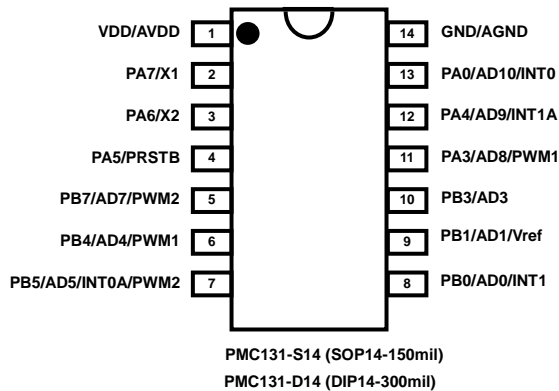 VDD/AVDD 1 14 GND/AGND
PA7/X1 2 13 PA0/AD10/INT0
PA6/X2 3 12 PA4/AD9/INT1A
PA5/PRSTB 4 11 PA3/AD8/PWM1
PB7/AD7/PWM2 5 10 PB3/AD3
PB4/AD4/PWM1 6 9 PB1/AD1/Vref
PB5/AD5/INT0A/PWM2 7 8 PB0/AD0/INT1
PMC131-S14 (SOP14-150mil)
PMC131-D14 (DIP14-300mil)